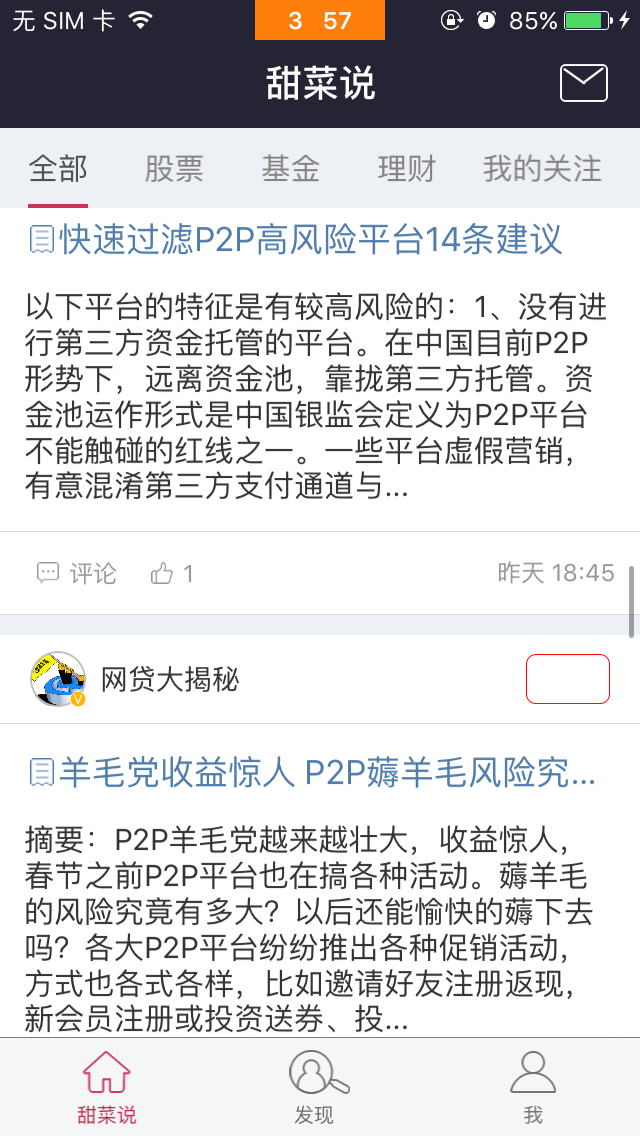 无 SIM 卡 3 57 85%
甜菜说
全部 股票 基金 理财 我的关注
快速过滤P2P高风险平台14条建议
以下平台的特征是有较高风险的：1、没有进
行第三方资金托管的平台。在中国目前P2P
形势下，远离资金池，靠拢第三方托管。资
金池运作形式是中国银监会定义为P2P平台
不能触碰的红线之一。一些平台虚假营销，
有意混淆第三方支付通道与...
评论 1 昨天 18:45
网贷大揭秘
羊毛党收益惊人 P2P薅羊毛风险究...
摘要：P2P羊毛党越来越壮大，收益惊人，
春节之前P2P平台也在搞各种活动。薅羊毛
的风险究竟有多大？以后还能愉快的薅下去
吗？各大P2P平台纷纷推出各种促销活动，
方式也各式各样，比如邀请好友注册返现，
新会员注册或投资送券、投...
甜菜说 发现 我